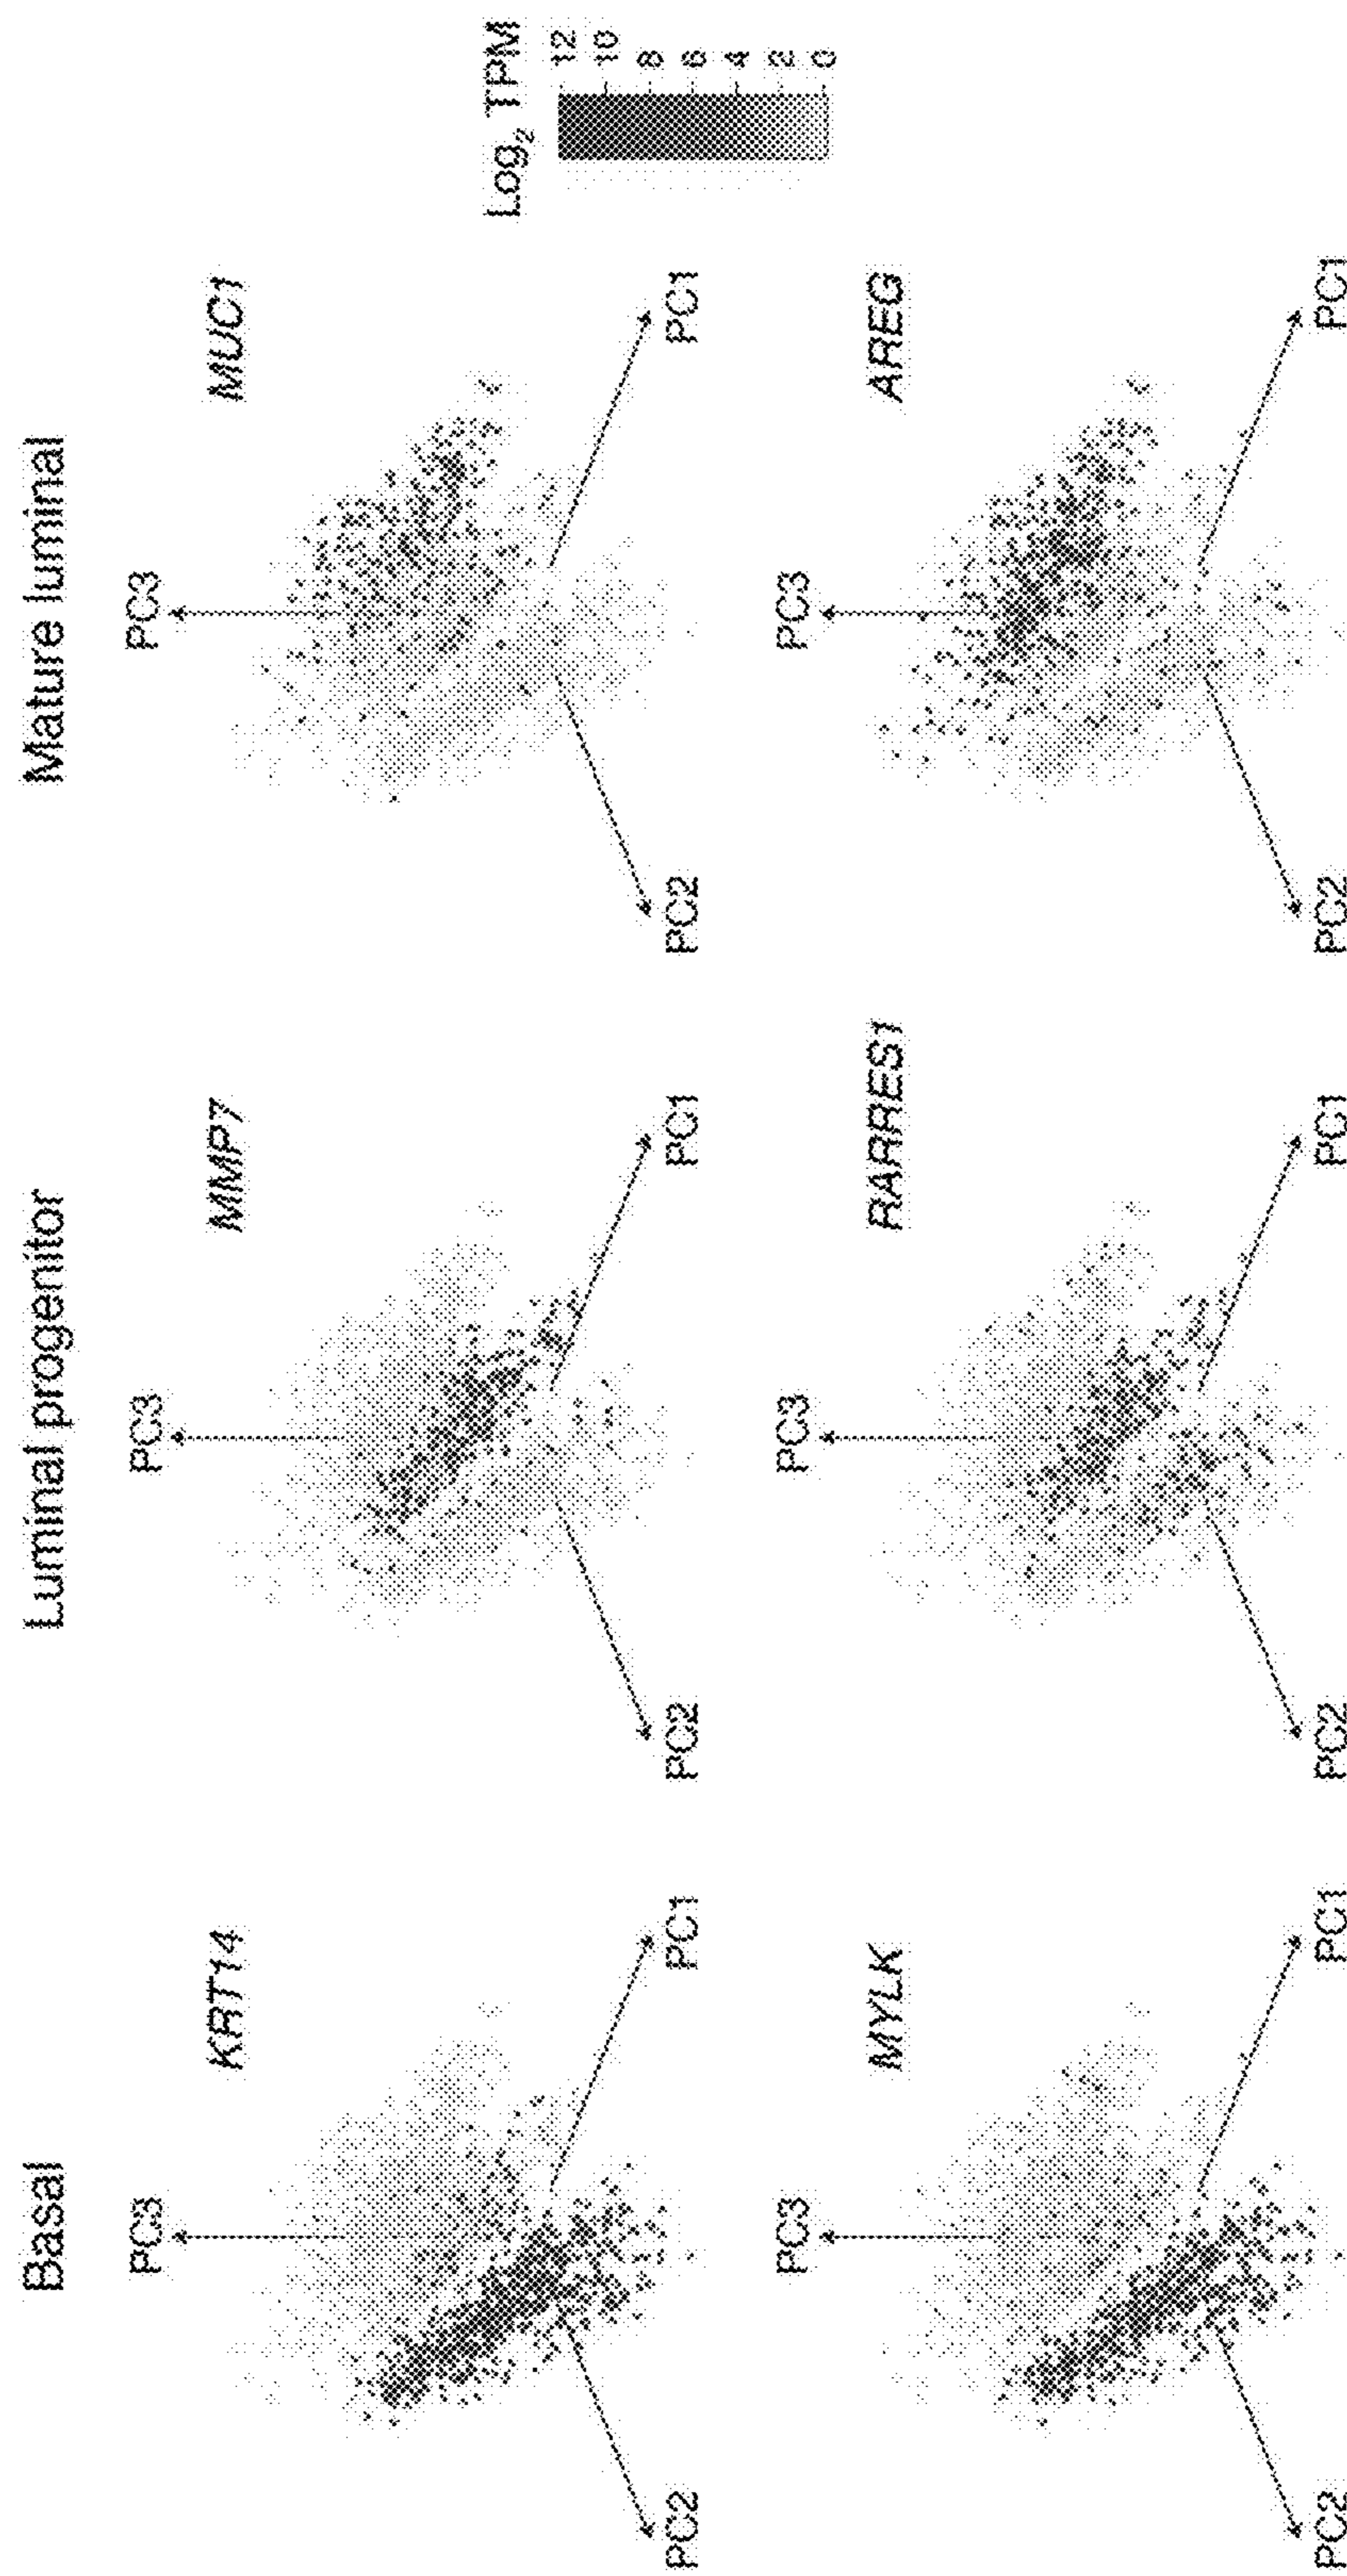 Basal
Luminal progenitor
Mature luminal
PC3
KRT14
PC2
PC1
PC3
MMP7
PC2
PC1
PC3
MUC1
PC2
PC1
Log2 TPM
12
10
8
6
4
2
0
PC3
MYLK
PC2
PC1
PC3
RARRES1
PC2
PC1
PC3
AREG
PC2
PC1